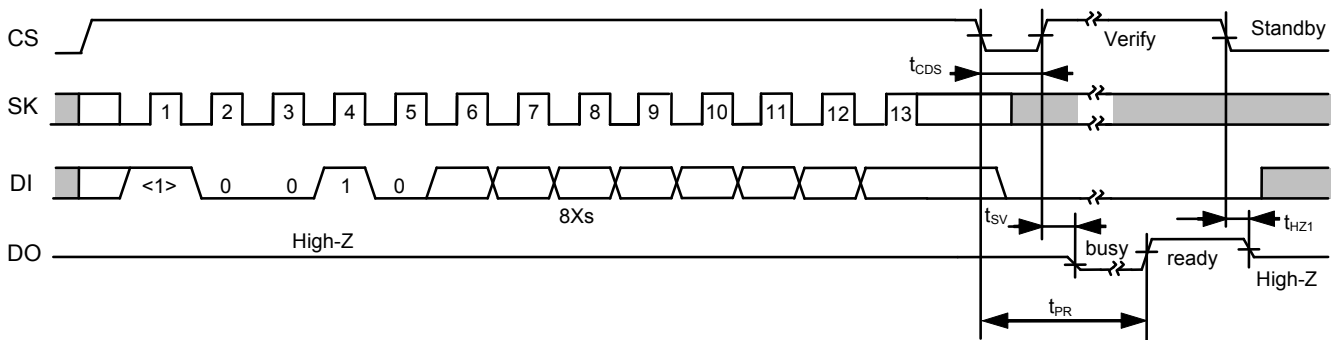 CS Verify Standby
tCDS
SK 1 2 3 4 5 6 7 8 9 10 11 12 13
DI <1> 0 0 1 0
8Xs
tSV
tHZ1
DO High-Z busy ready
High-Z
tPR